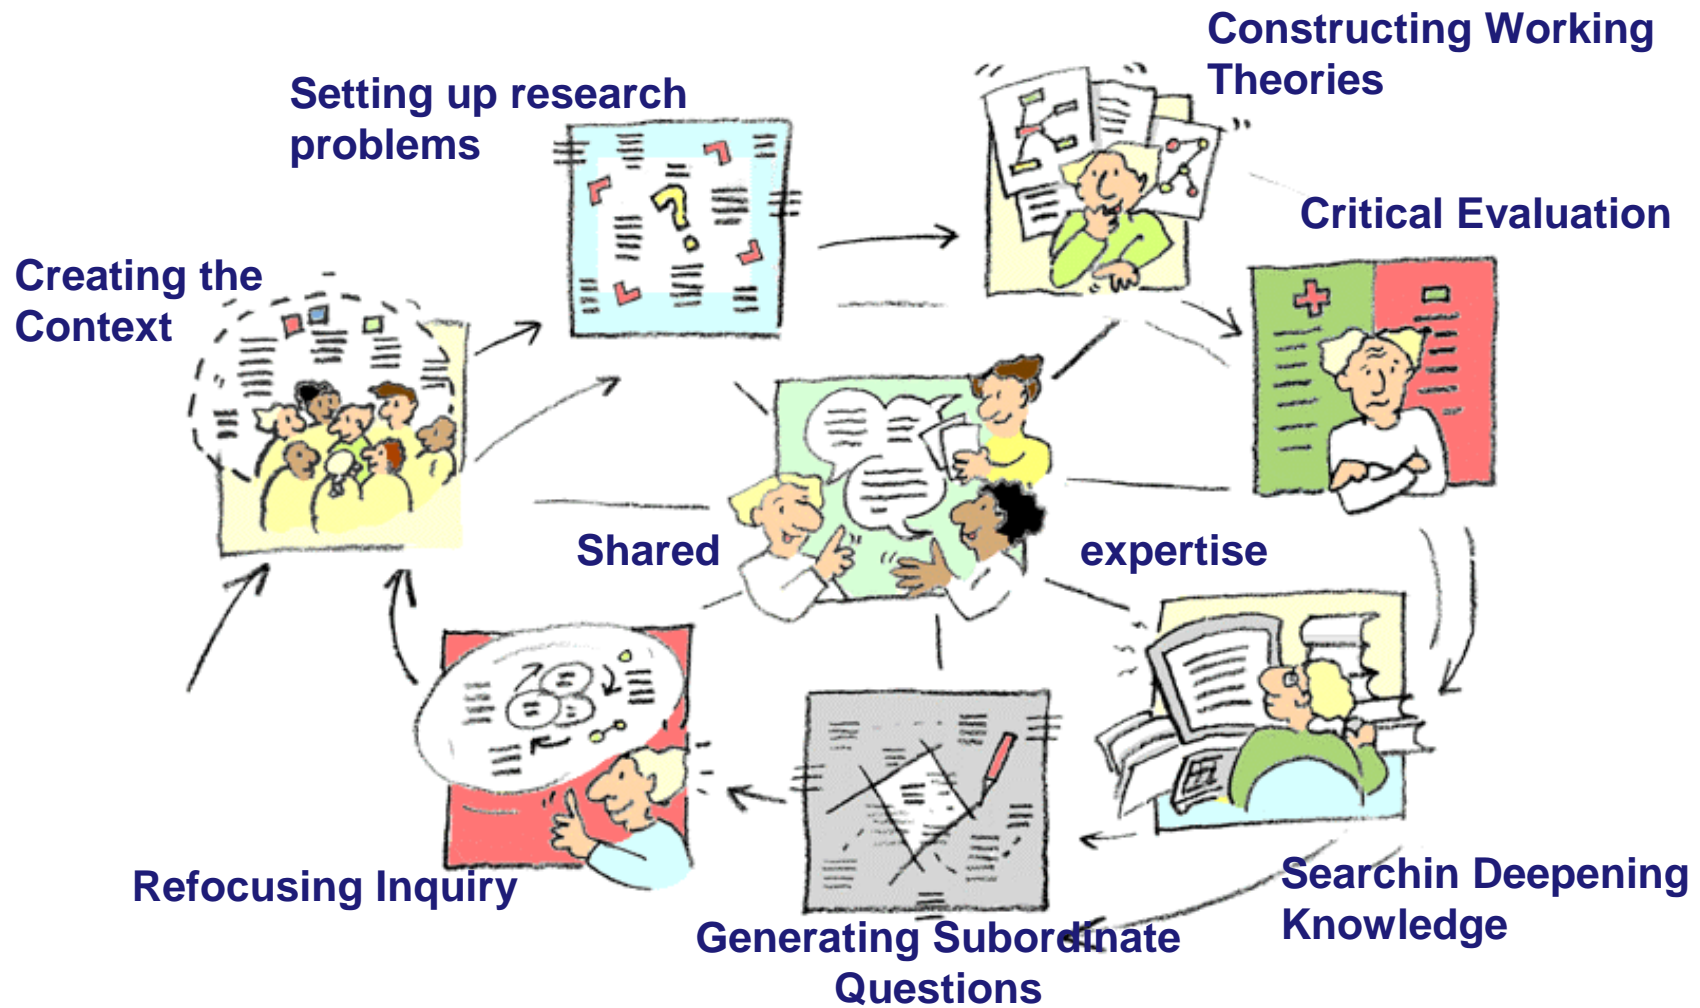 Constructing Working
Theories
Setting up research
problems
Critical Evaluation
Creating the
Context
Shared expertise
Searchin Deepening
Knowledge
Refocusing Inquiry
Generating Subordinate
Questions